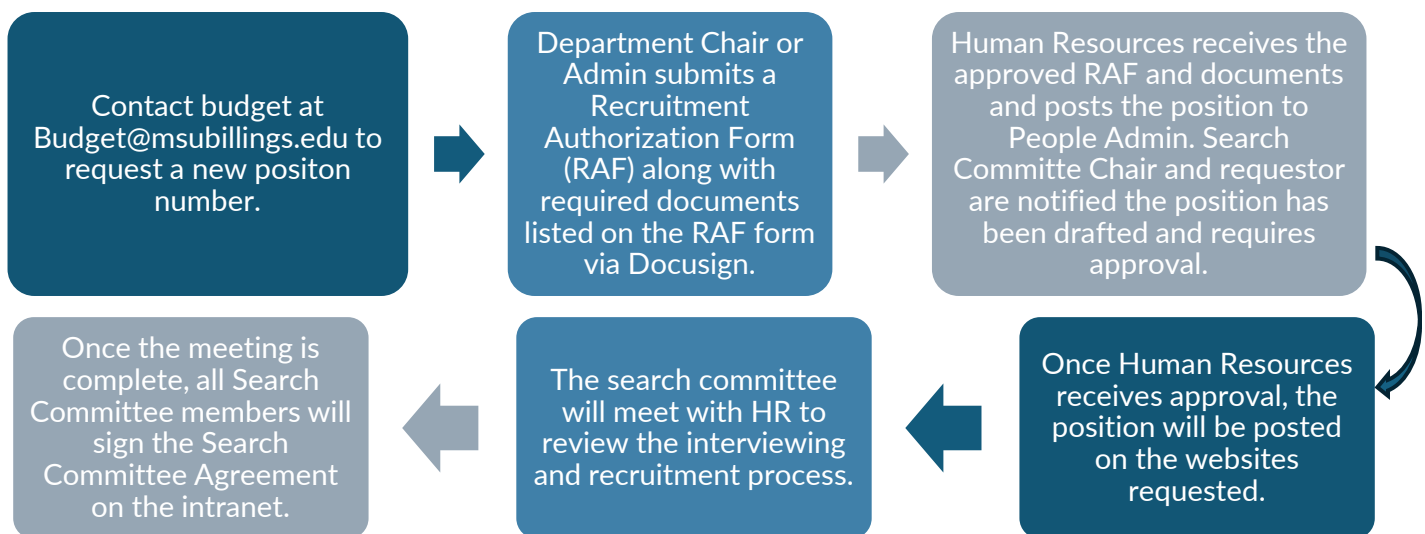 Contact budget at
Budget@msubillings.edu to
request a new positon
number.
Department Chair or
Admin submits a
Recruitment
Authorization Form
(RAF) along with
required documents
listed on the RAF form
via Docusign.
Human Resources receives the
approved RAF and documents
and posts the position to
People Admin. Search
Committe Chair and requestor
are notified the position has
been drafted and requires
approval.
Once Human Resources
receives approval, the
position will be posted
on the websites
requested.
The search committee
will meet with HR to
review the interviewing
and recruitment process.
Once the meeting is
complete, all Search
Committee members will
sign the Search
Committee Agreement
on the intranet.